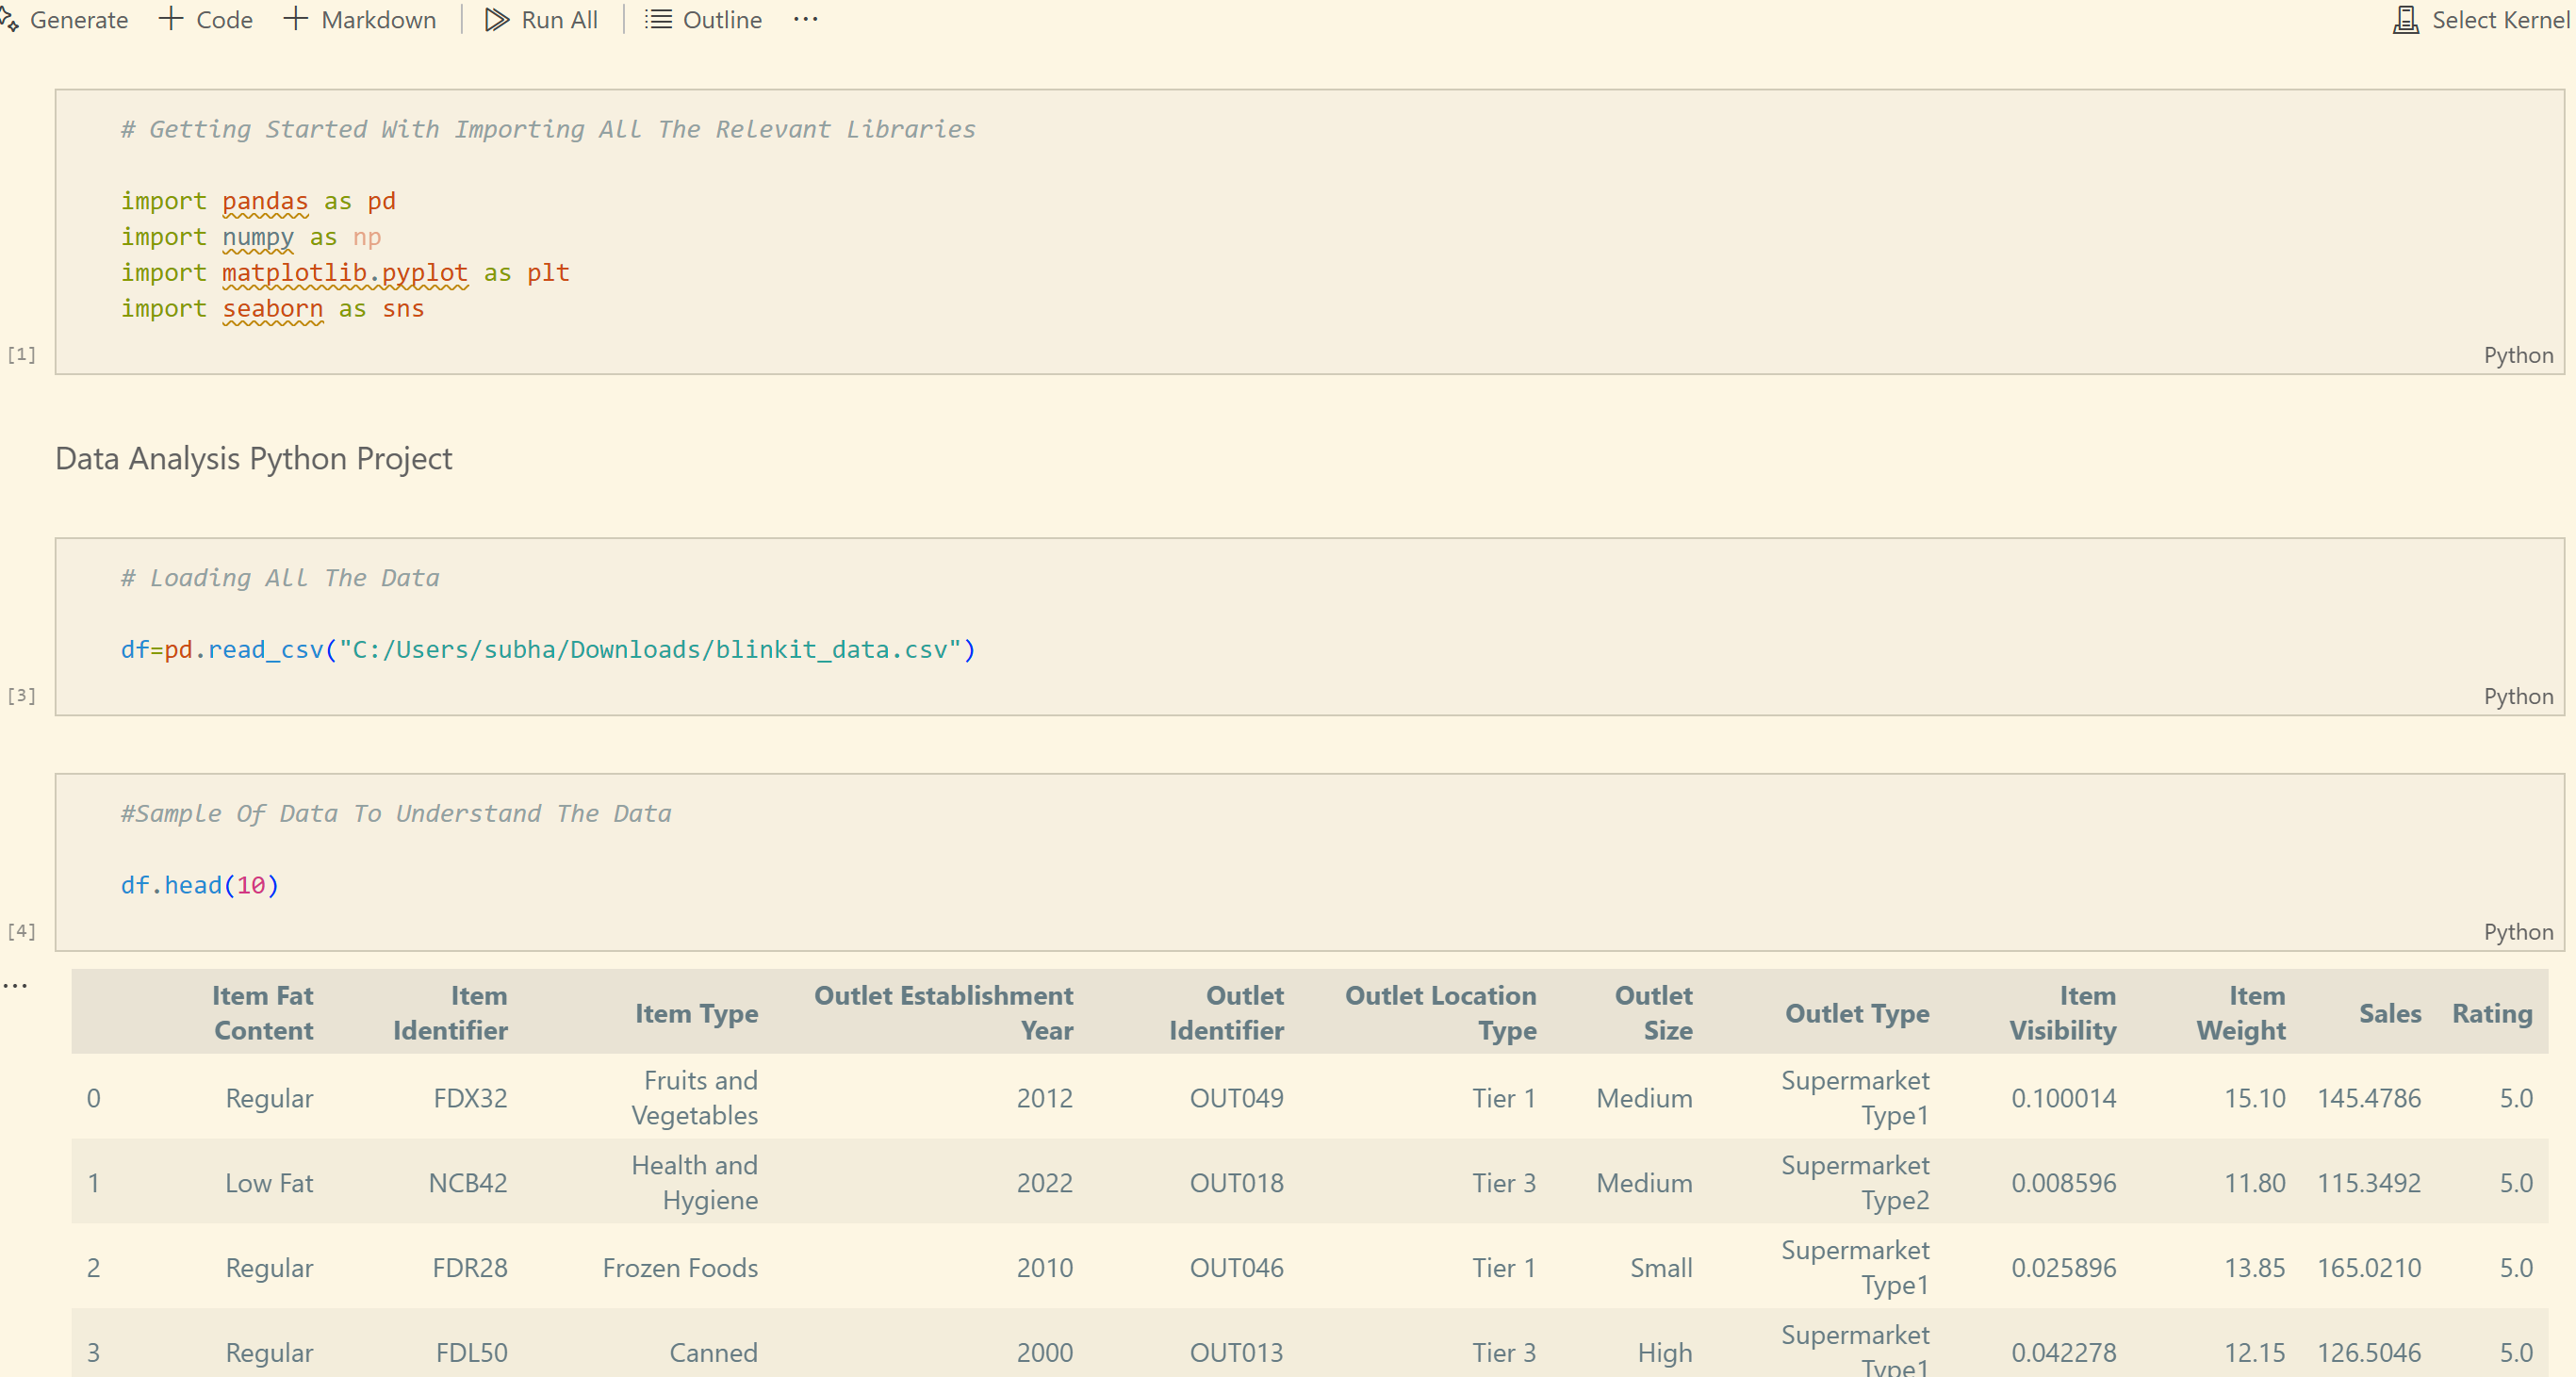 Generate + Code + Markdown Run All Outline ... Select Kernel
# Getting Started With Importing All The Relevant Libraries
import pandas as pd
import numpy as np
import matplotlib.pyplot as plt
import seaborn as sns
[1] Python
Data Analysis Python Project
# Loading All The Data
df=pd.read_csv("C:/Users/subha/Downloads/blinkit_data.csv")
[3] Python
#Sample Of Data To Understand The Data
df.head(10)
[4] Python
...
Item Fat Content Item Identifier Item Type Outlet Establishment Year Outlet Identifier Outlet Location Type Outlet Size Outlet Type Item Visibility Item Weight Sales Rating
0 Regular FDX32 Fruits and Vegetables 2012 OUT049 Tier 1 Medium Supermarket Type1 0.100014 15.10 145.4786 5.0
1 Low Fat NCB42 Health and Hygiene 2022 OUT018 Tier 3 Medium Supermarket Type2 0.008596 11.80 115.3492 5.0
2 Regular FDR28 Frozen Foods 2010 OUT046 Tier 1 Small Supermarket Type1 0.025896 13.85 165.0210 5.0
3 Regular FDL50 Canned 2000 OUT013 Tier 3 High Supermarket Type1 0.042278 12.15 126.5046 5.0